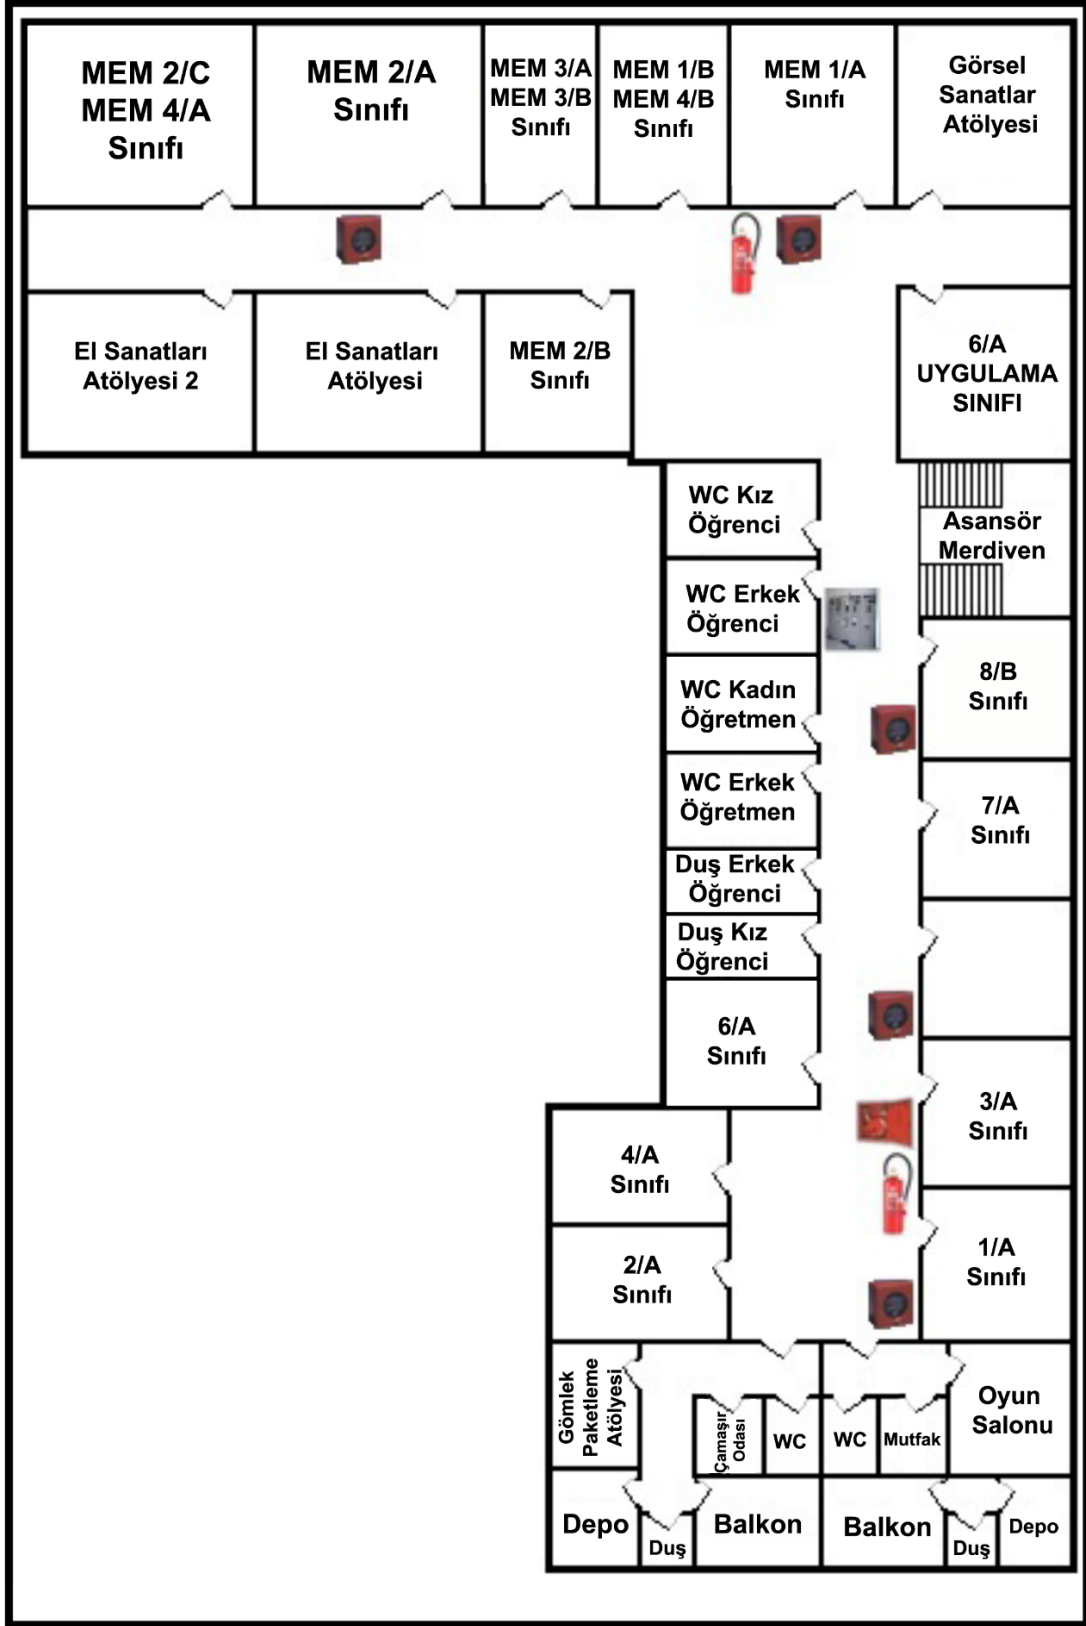 MEM 2/C
MEM 4/A
Sınıfı
MEM 2/A
Sınıfı
MEM 3/A
MEM 3/B
Sınıfı
MEM 1/B
MEM 4/B
Sınıfı
MEM 1/A
Sınıfı
Görsel
Sanatlar
Atölyesi
El Sanatları
Atölyesi 2
El Sanatları
Atölyesi
MEM 2/B
Sınıfı
6/A
UYGULAMA
SINIFI
WC Kız
Öğrenci
Asansör
Merdiven
WC Erkek
Öğrenci
8/B
Sınıfı
WC Kadın
Öğretmen
WC Erkek
Öğretmen
7/A
Sınıfı
Duş Erkek
Öğrenci
Duş Kız
Öğrenci
6/A
Sınıfı
3/A
Sınıfı
4/A
Sınıfı
1/A
Sınıfı
2/A
Sınıfı
Gömlek
Paketleme
Atölyesi
Çamaşır
Odası
WC
WC
Mutfak
Oyun
Salonu
Depo
Duş
Balkon
Balkon
Duş
Depo